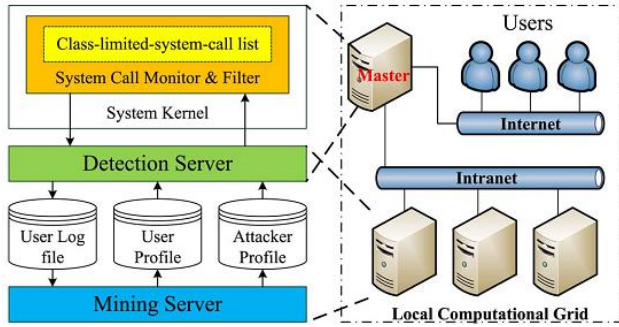 Class-limited-system-call list
System Call Monitor & Filter
System Kernel
Detection Server
User Log
file
User
Profile
Attacker
Profile
Mining Server
Master
Users
Internet
Intranet
Local Computational Grid